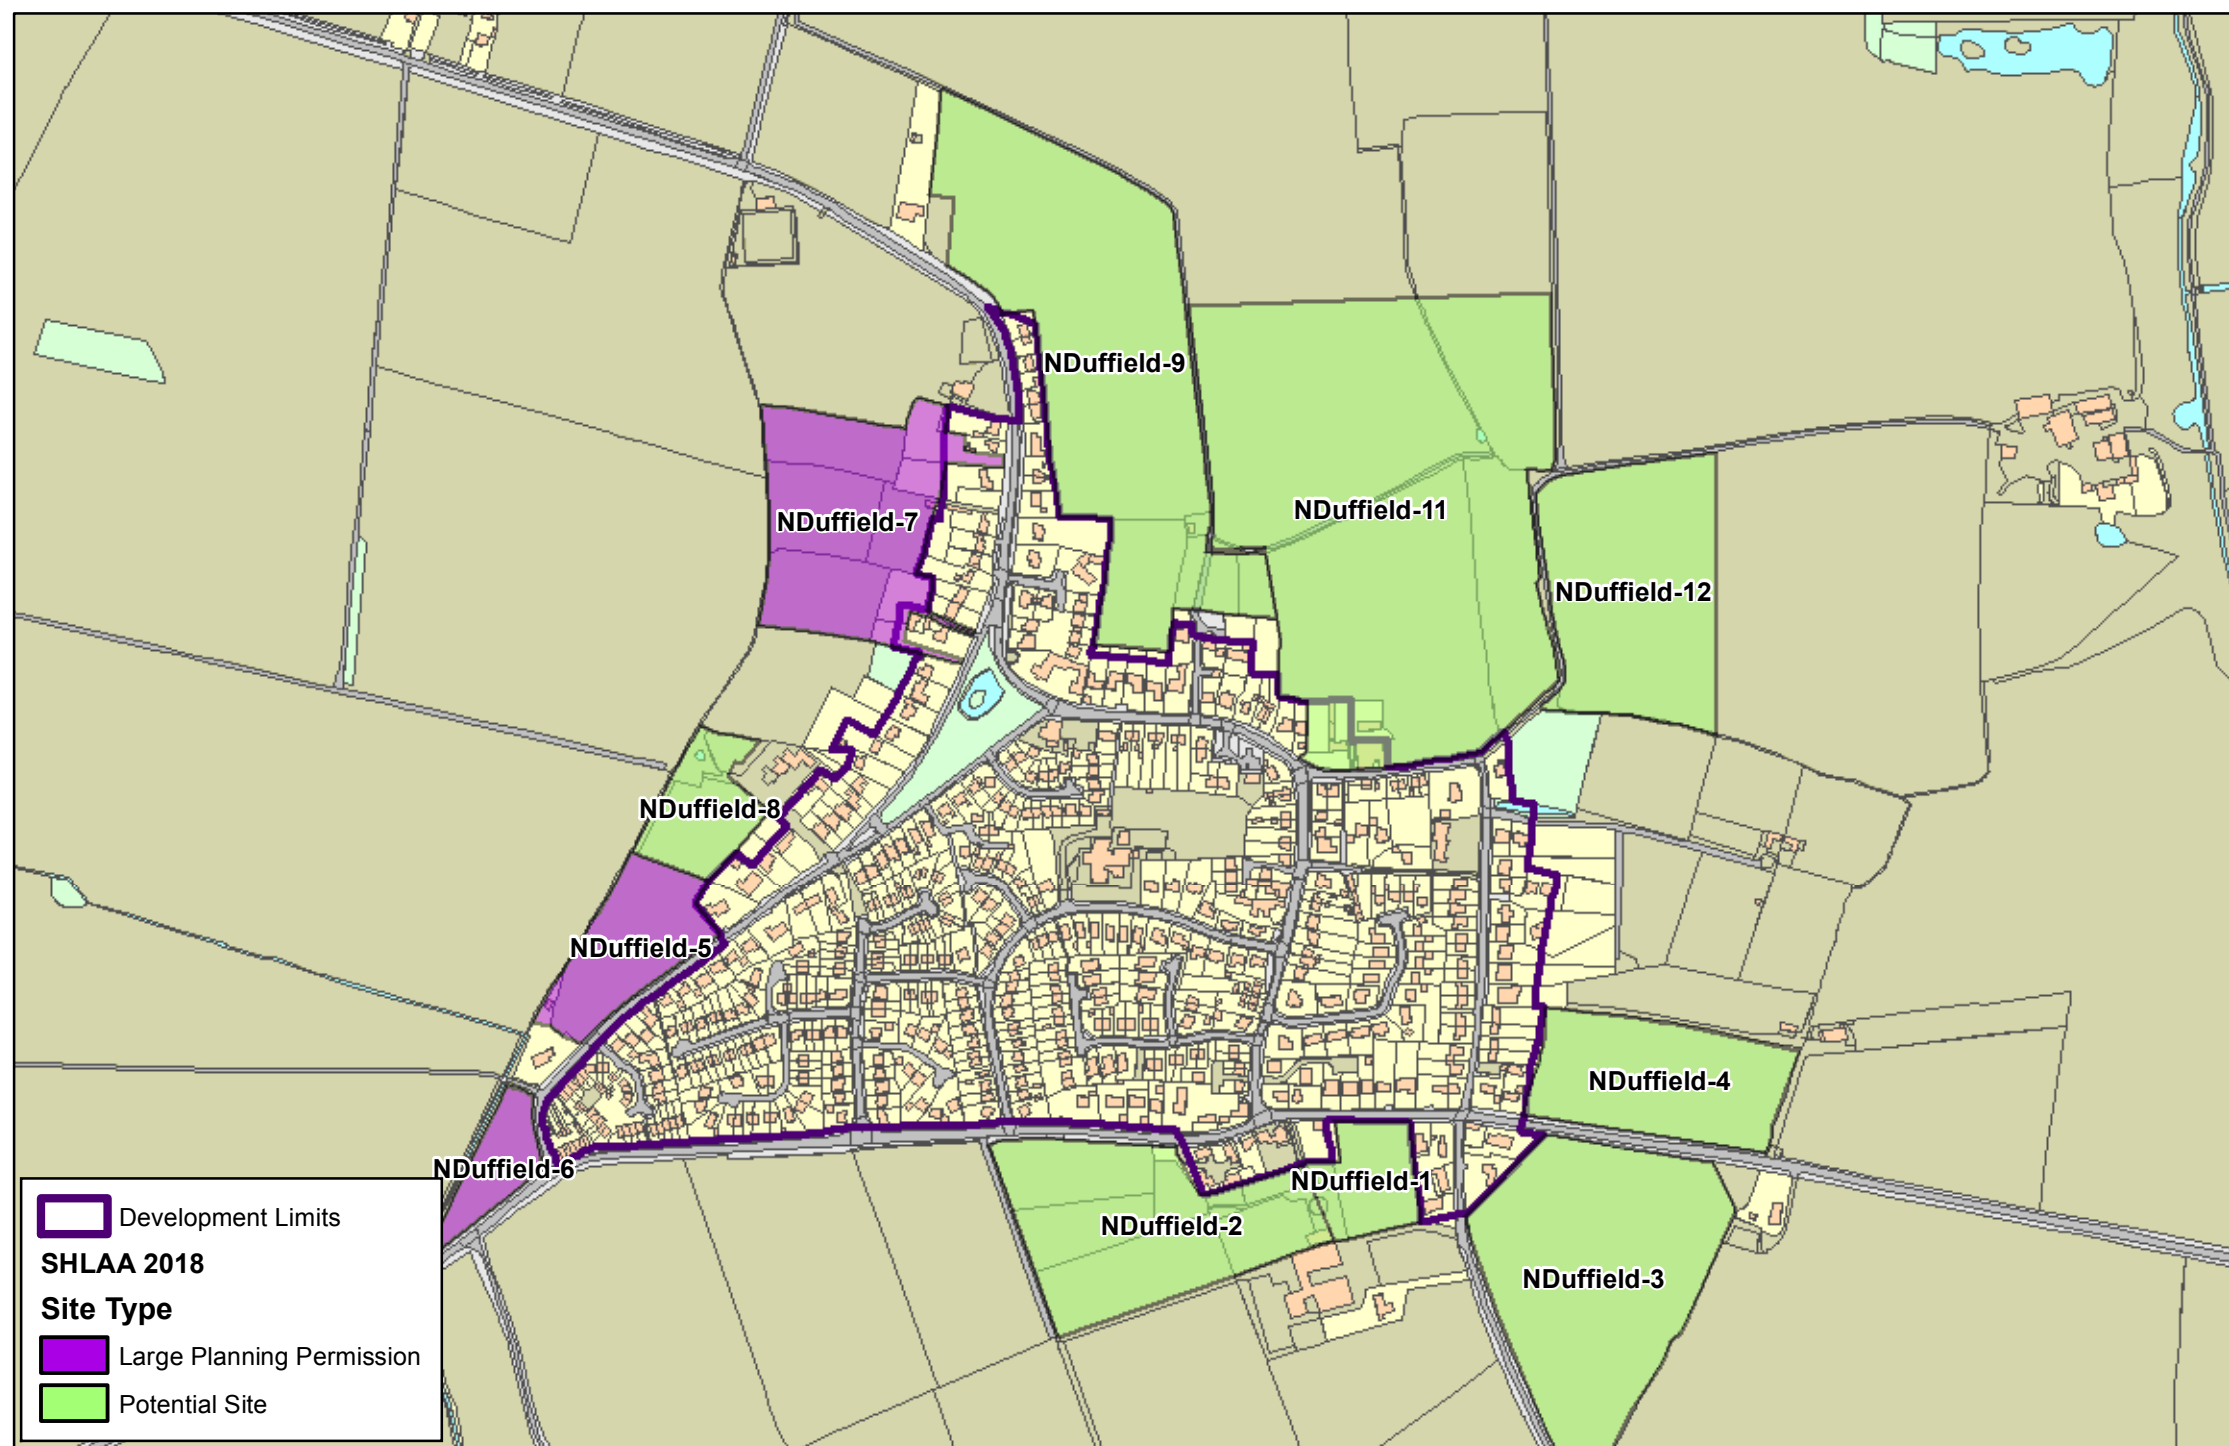 NDuffield-9
NDuffield-11
NDuffield-7
NDuffield-12
NDuffield-8
NDuffield-5
NDuffield-4
NDuffield-6
NDuffield-1
NDuffield-2
NDuffield-3
Development Limits
SHLAA 2018
Site Type
Large Planning Permission
Potential Site